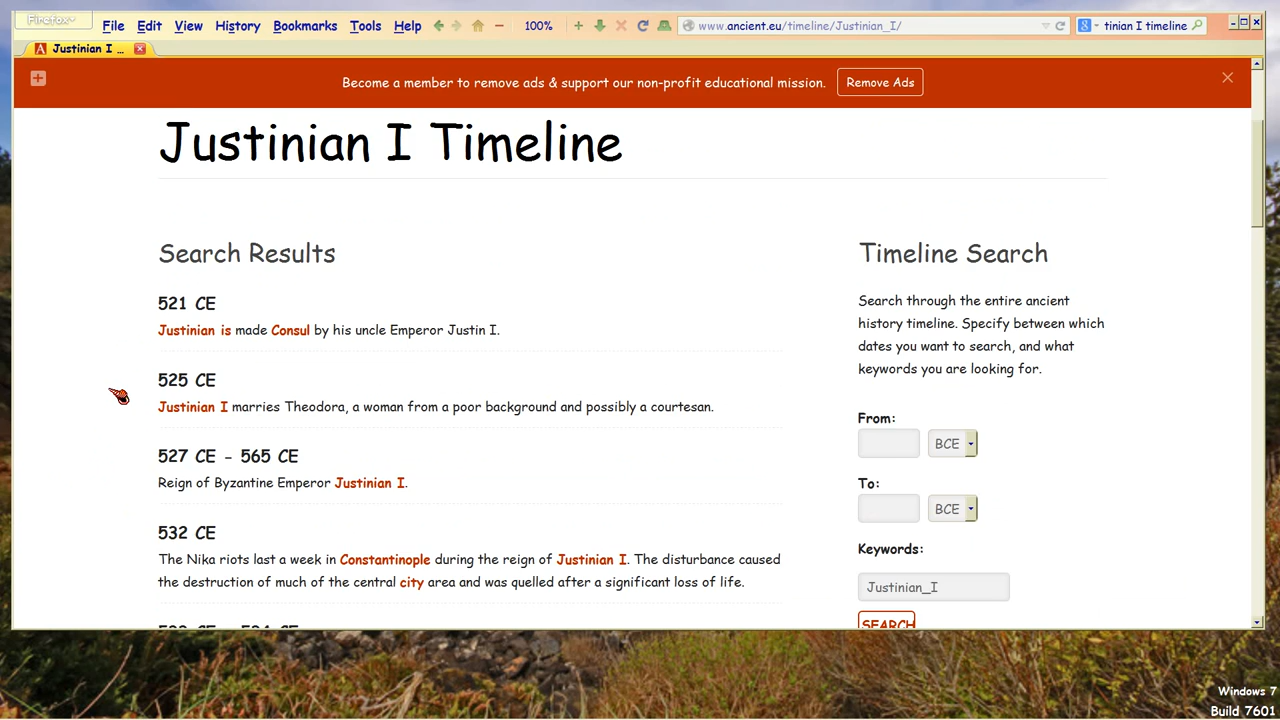 Firefox
File Edit View History Bookmarks Tools Help 100% www.ancient.eu/timeline/Justinian_I/ tinian I timeline
Justinian I ...
Become a member to remove ads & support our non-profit educational mission. Remove Ads
Justinian I Timeline
Search Results
521 CE
Justinian is made Consul by his uncle Emperor Justin I.
525 CE
Justinian I marries Theodora, a woman from a poor background and possibly a courtesan.
527 CE – 565 CE
Reign of Byzantine Emperor Justinian I.
532 CE
The Nika riots last a week in Constantinople during the reign of Justinian I. The disturbance caused
the destruction of much of the central city area and was quelled after a significant loss of life.
Timeline Search
Search through the entire ancient
history timeline. Specify between which
dates you want to search, and what
keywords you are looking for.
From:
BCE
To:
BCE
Keywords:
Justinian_I
SEARCH
Windows 7
Build 7601